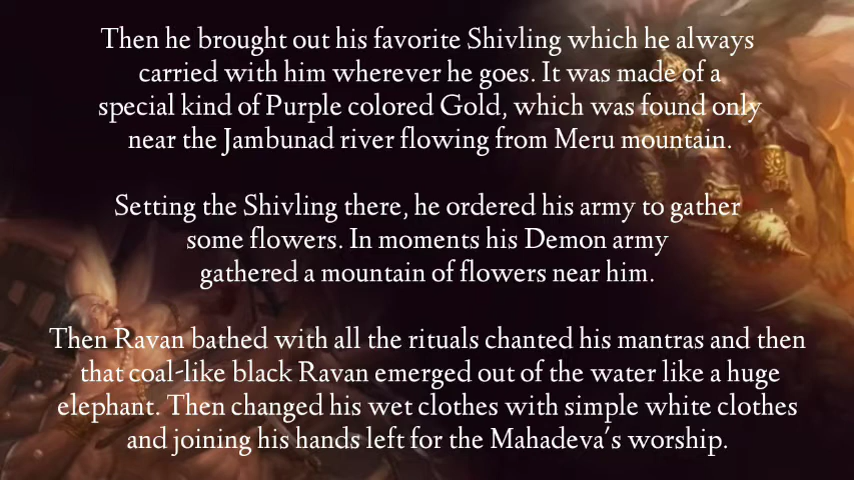 Then he brought out his favorite Shivling which he always
carried with him wherever he goes. It was made of a
special kind of Purple colored Gold, which was found only
near the Jambunad river flowing from Meru mountain.
Setting the Shivling there, he ordered his army to gather
some flowers. In moments his Demon army
gathered a mountain of flowers near him.
Then Ravan bathed with all the rituals chanted his mantras and then
that coal-like black Ravan emerged out of the water like a huge
elephant. Then changed his wet clothes with simple white clothes
and joining his hands left for the Mahadeva's worship.